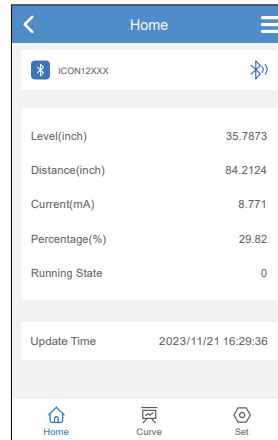 Home
ICON12XXX
Level(inch) 35.7873
Distance(inch) 84.2124
Current(mA) 8.771
Percentage(%) 29.82
Running State 0
Update Time 2023/11/21 16:29:36
Home Curve Set